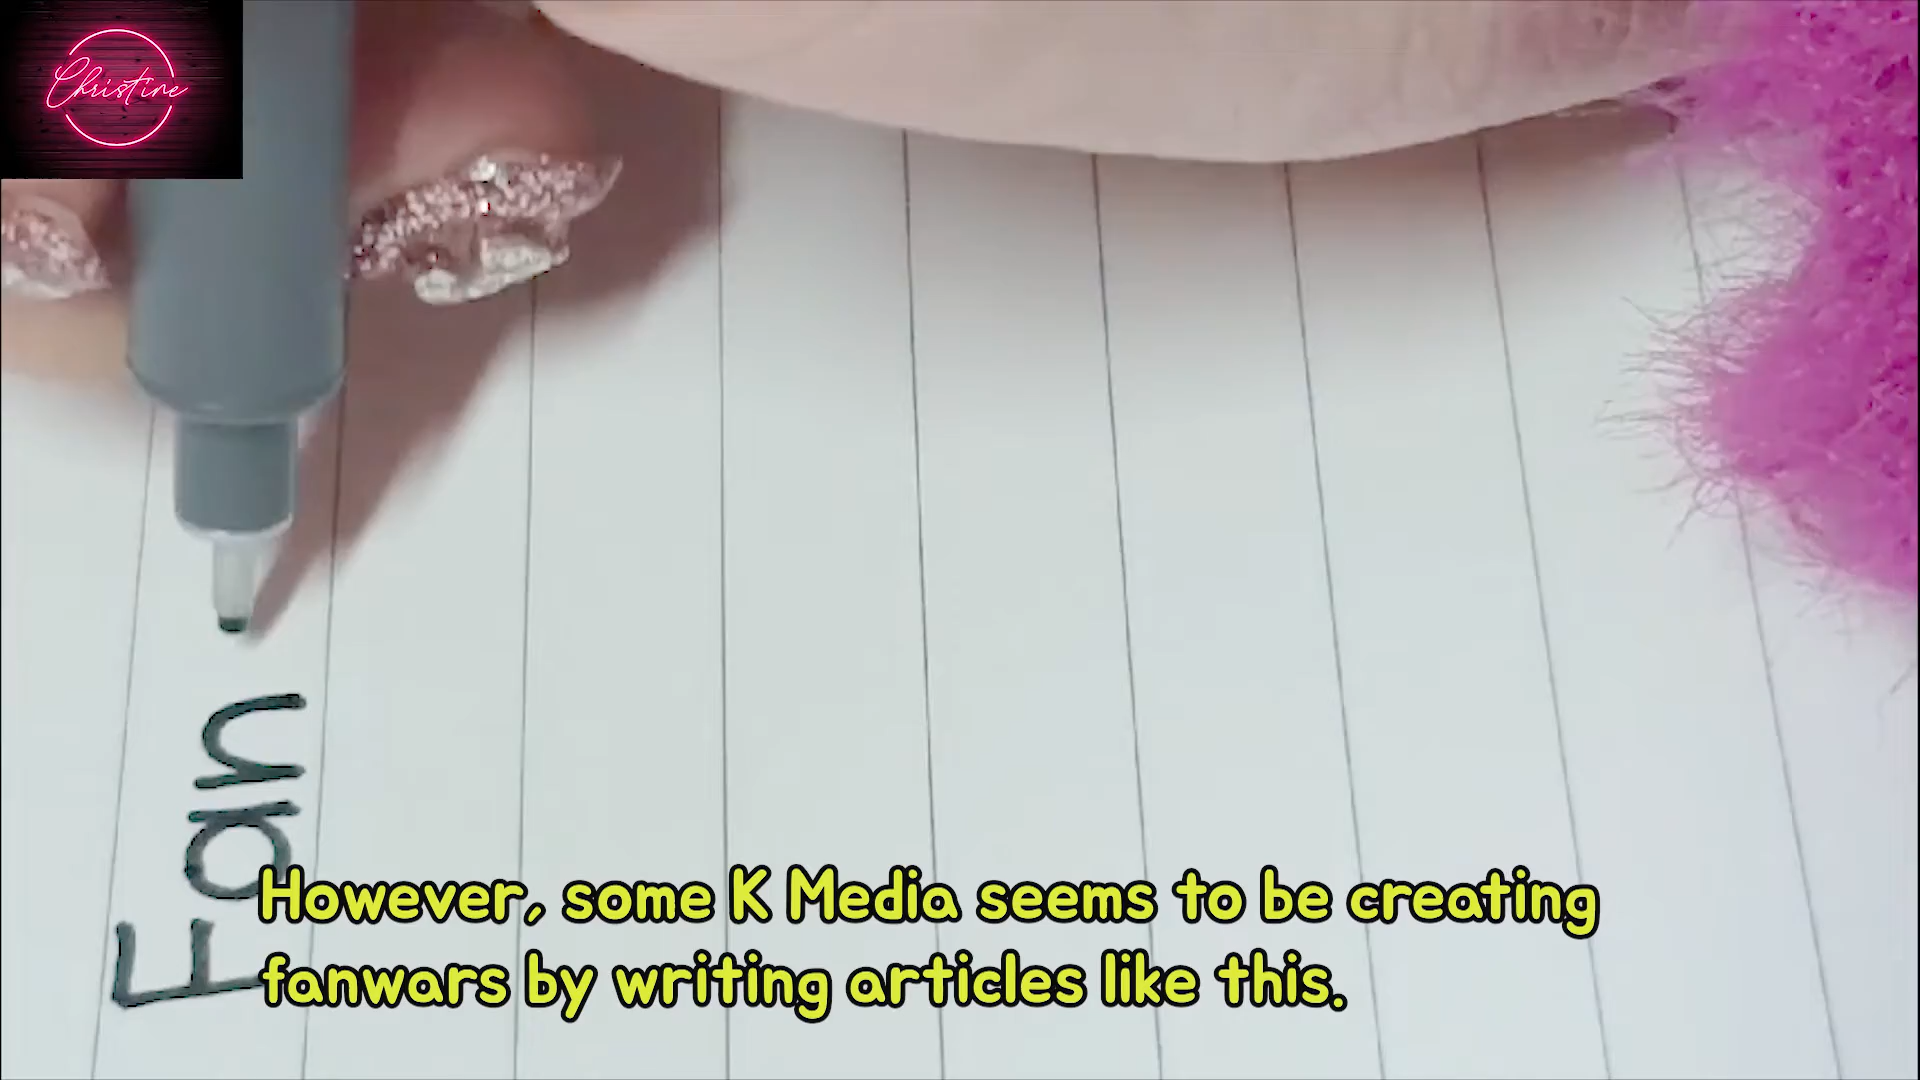 Christine
Fan
However, some K Media seems to be creating
fanwars by writing articles like this.